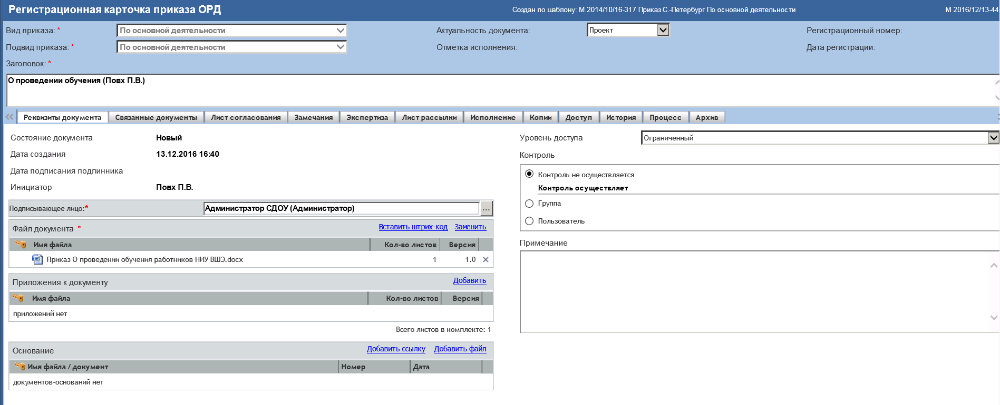 Регистрационная карточка приказа ОРД
Создан по шаблону: М 2014/10/16-317 Приказ С.-Петербург По основной деятельности
М 2016/12/13-44
Вид приказа: *
По основной деятельности
Актуальность документа:
Проект
Регистрационный номер:
Подвид приказа: *
По основной деятельности
Отметка исполнения:
Дата регистрации:
Заголовок: *
О проведении обучения (Повх П.В.)
Реквизиты документа Связанные документы Лист согласования Замечания Экспертиза Лист рассылки Исполнение Копии Доступ История Процесс Архив
Состояние документа Новый
Дата создания 13.12.2016 16:40
Дата подписания подлинника
Инициатор Повх П.В.
Подписывающее лицо:* Администратор СДОУ (Администратор) ...
Файл документа * Вставить штрих-код Заменить
Имя файла Кол-во листов Версия
Приказ О проведении обучения работников НИУ ВШЭ.docx 1 1.0
Приложения к документу Добавить
Имя файла Кол-во листов Версия
приложений нет
Всего листов в комплекте: 1
Основание Добавить ссылку Добавить файл
Имя файла / документ Номер Дата
документов-оснований нет
Уровень доступа Ограниченный
Контроль
Контроль не осуществляется
Контроль осуществляет
Группа
Пользователь
Примечание